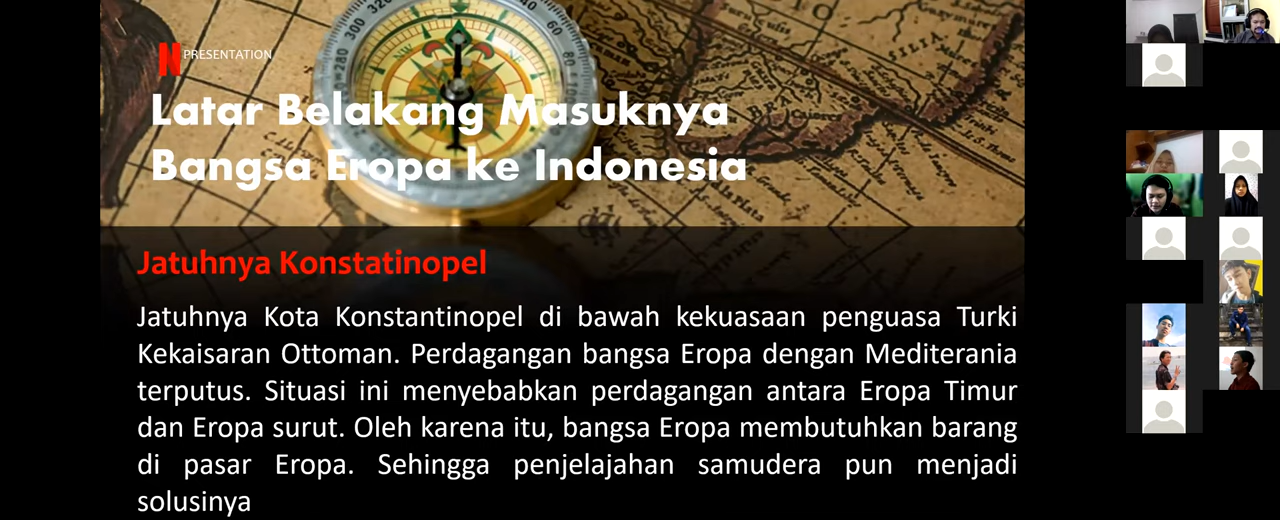 N PRESENTATION
Latar Belakang Masuknya
Bangsa Eropa ke Indonesia
Jatuhnya Konstatinopel
Jatuhnya Kota Konstantinopel di bawah kekuasaan penguasa Turki
Kekaisaran Ottoman. Perdagangan bangsa Eropa dengan Mediterania
terputus. Situasi ini menyebabkan perdagangan antara Eropa Timur
dan Eropa surut. Oleh karena itu, bangsa Eropa membutuhkan barang
di pasar Eropa. Sehingga penjelajahan samudera pun menjadi
solusinya